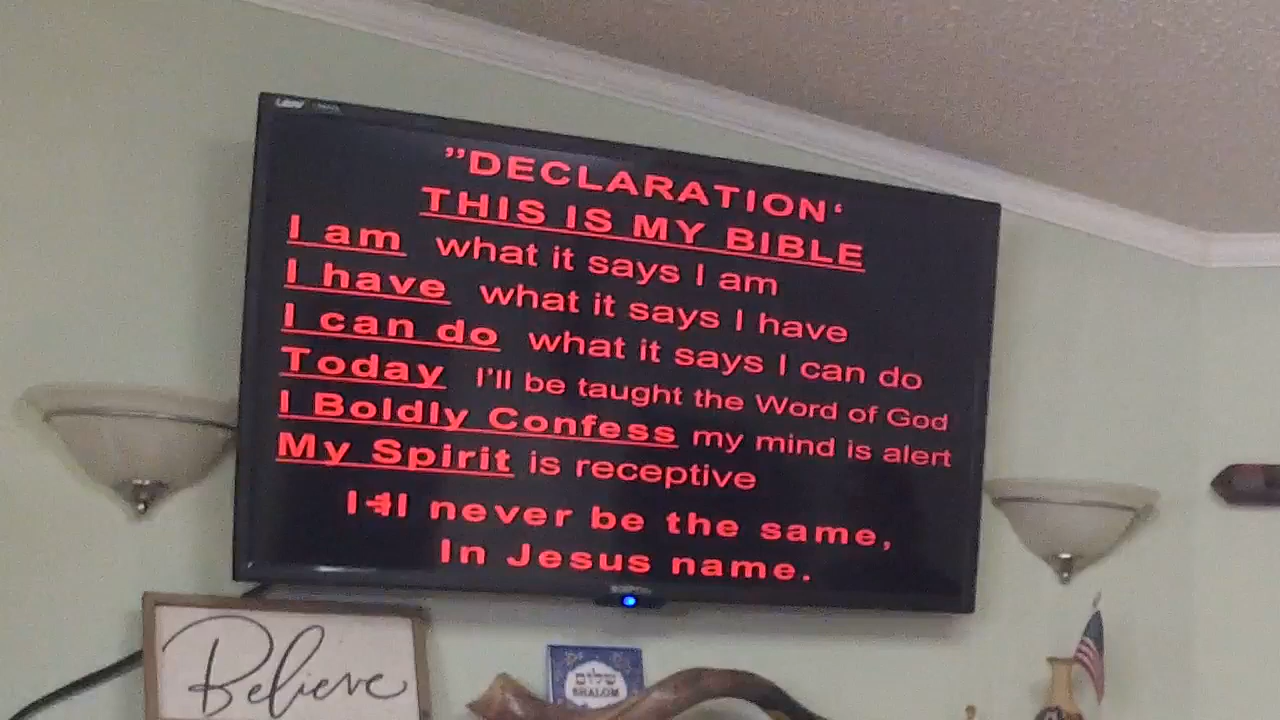 ”DECLARATION‘
THIS IS MY BIBLE
I am what it says I am
I have what it says I have
I can do what it says I can do
Today I'll be taught the Word of God
I Boldly Confess my mind is alert
My Spirit is receptive
never be the same,
In Jesus name.
Believe
שלום
SHALOM